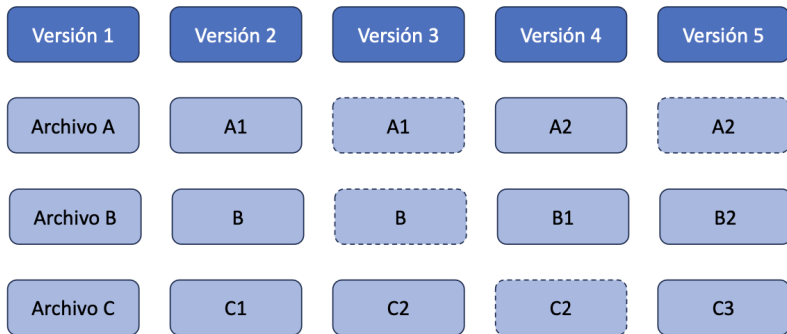 Versión 1 Versión 2 Versión 3 Versión 4 Versión 5
Archivo A A1 A1 A2 A2
Archivo B B B B1 B2
Archivo C C1 C2 C2 C3